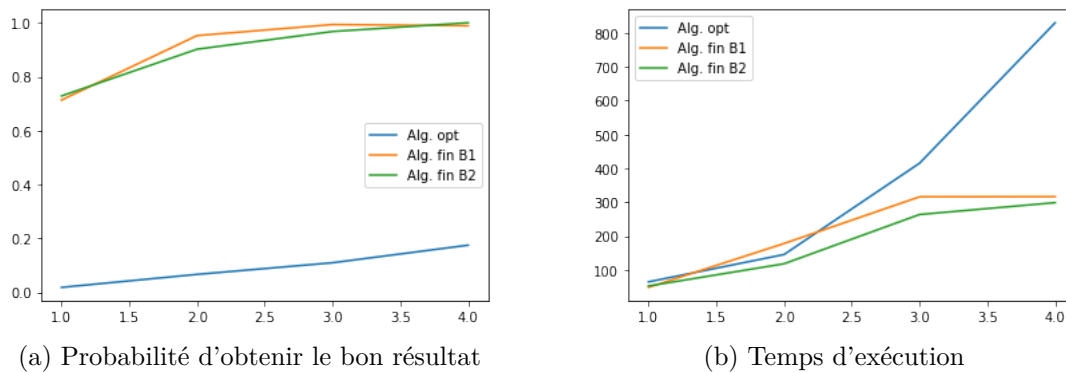 1.0
0.8
0.6
0.4
0.2
0.0
1.0 1.5 2.0 2.5 3.0 3.5 4.0
Alg. opt
Alg. fin B1
Alg. fin B2
(a) Probabilité d'obtenir le bon résultat
800
700
600
500
400
300
200
100
1.0 1.5 2.0 2.5 3.0 3.5 4.0
Alg. opt
Alg. fin B1
Alg. fin B2
(b) Temps d'exécution